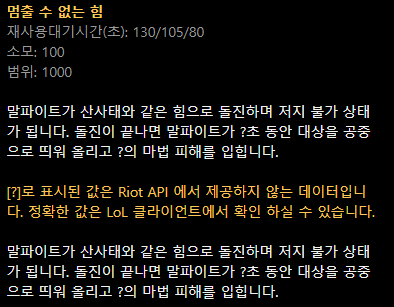 멈출 수 없는 힘
재사용대기시간(초): 130/105/80
소모: 100
범위: 1000
말파이트가 산사태와 같은 힘으로 돌진하며 저지 불가 상태
가 됩니다. 돌진이 끝나면 말파이트가 ?초 동안 대상을 공중
으로 띄워 올리고 ?의 마법 피해를 입힙니다.
[?]로 표시된 값은 Riot API 에서 제공하지 않는 데이터입니
다. 정확한 값은 LoL 클라이언트에서 확인 하실 수 있습니다.
말파이트가 산사태와 같은 힘으로 돌진하며 저지 불가 상태
가 됩니다. 돌진이 끝나면 말파이트가 ?초 동안 대상을 공중
으로 띄워 올리고 ?의 마법 피해를 입힙니다.